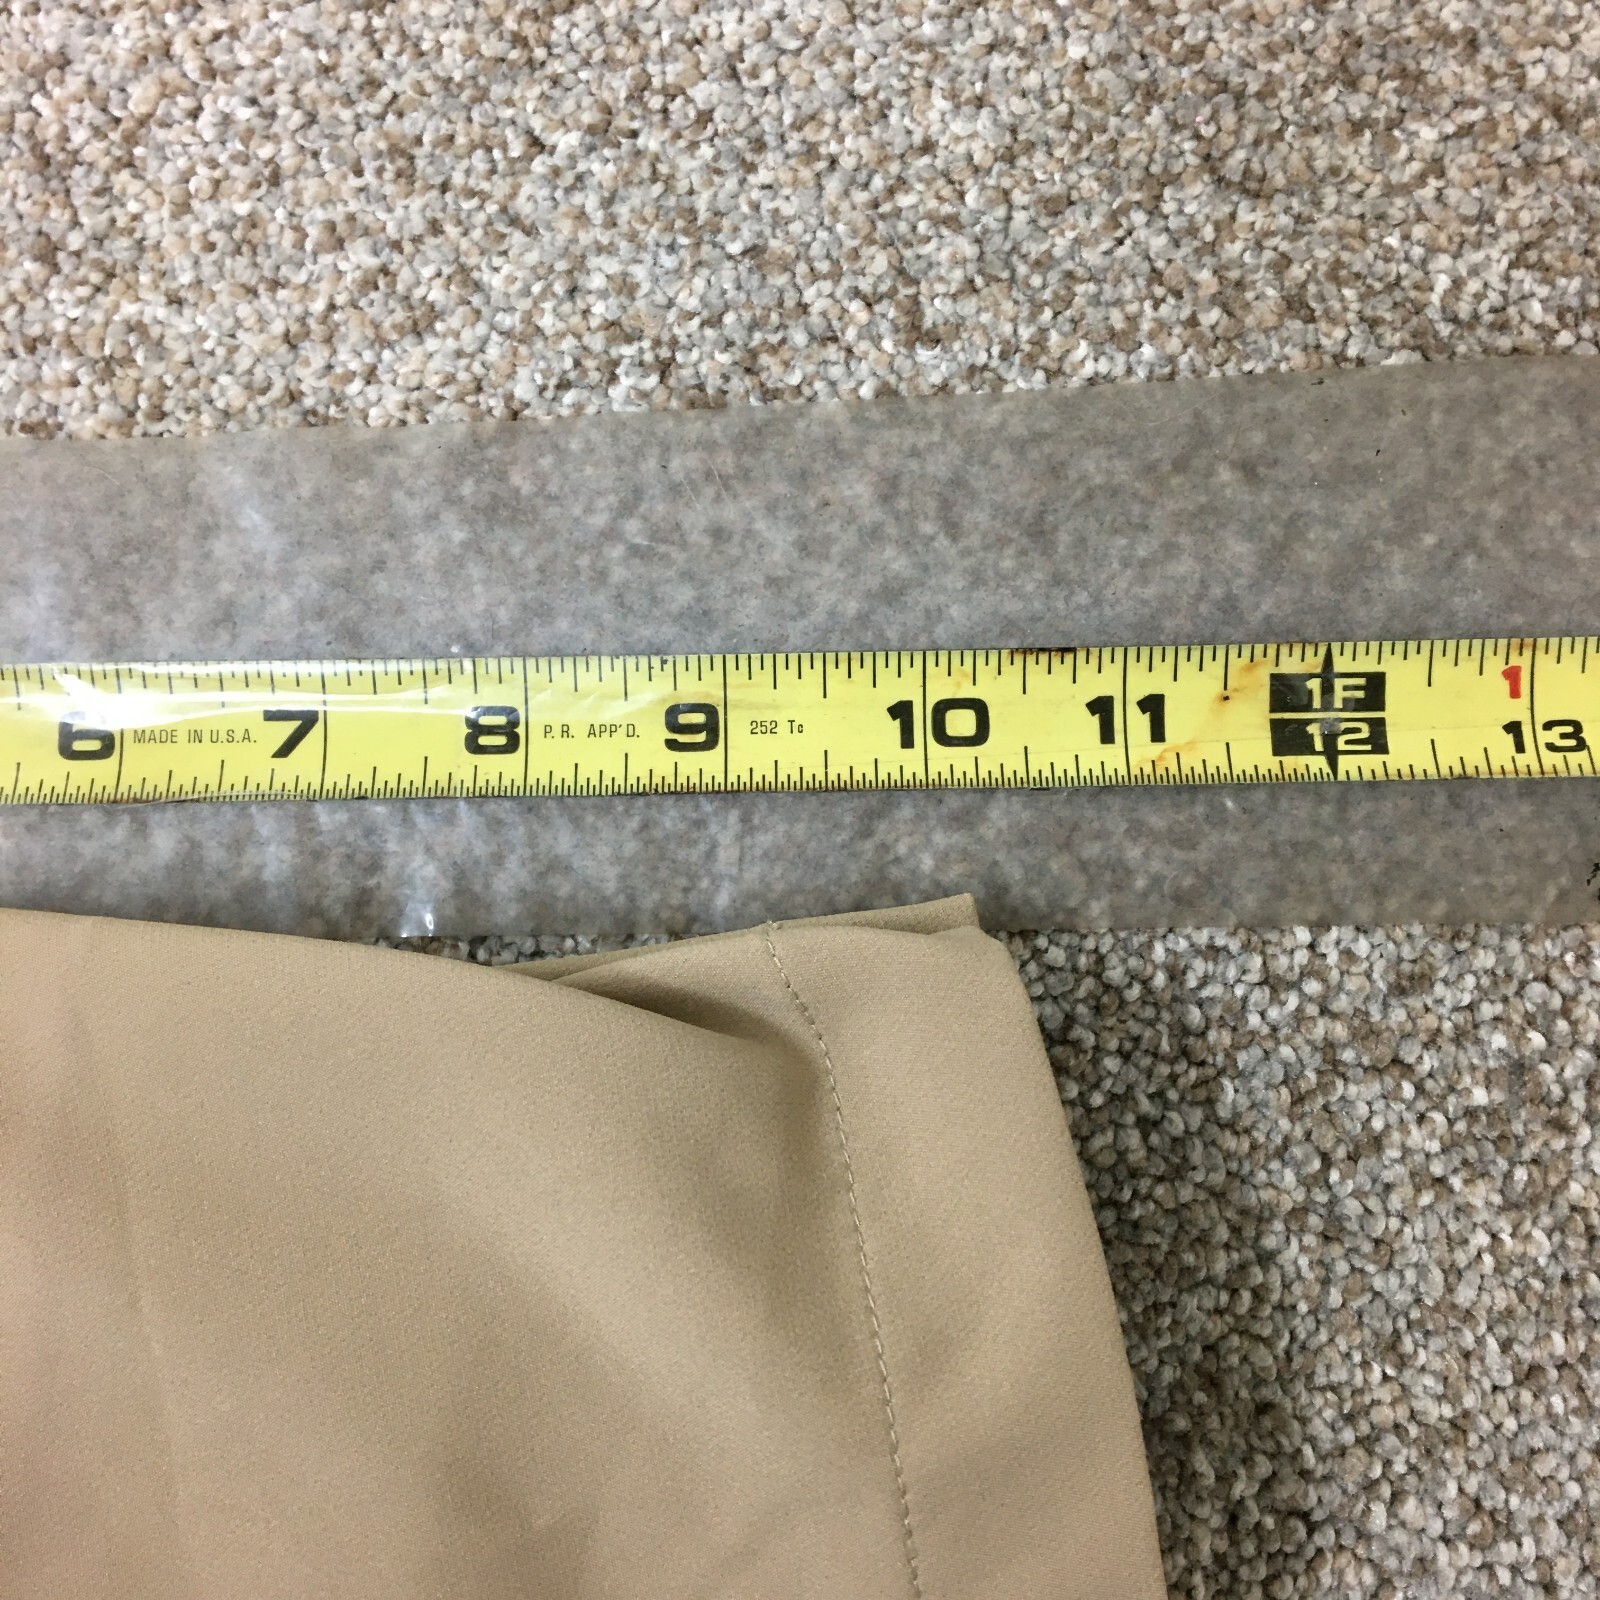 1F 1
6 MADE IN U.S.A. 7 8 P.R. APP'D. 9 252 Tc 10 11 12 13